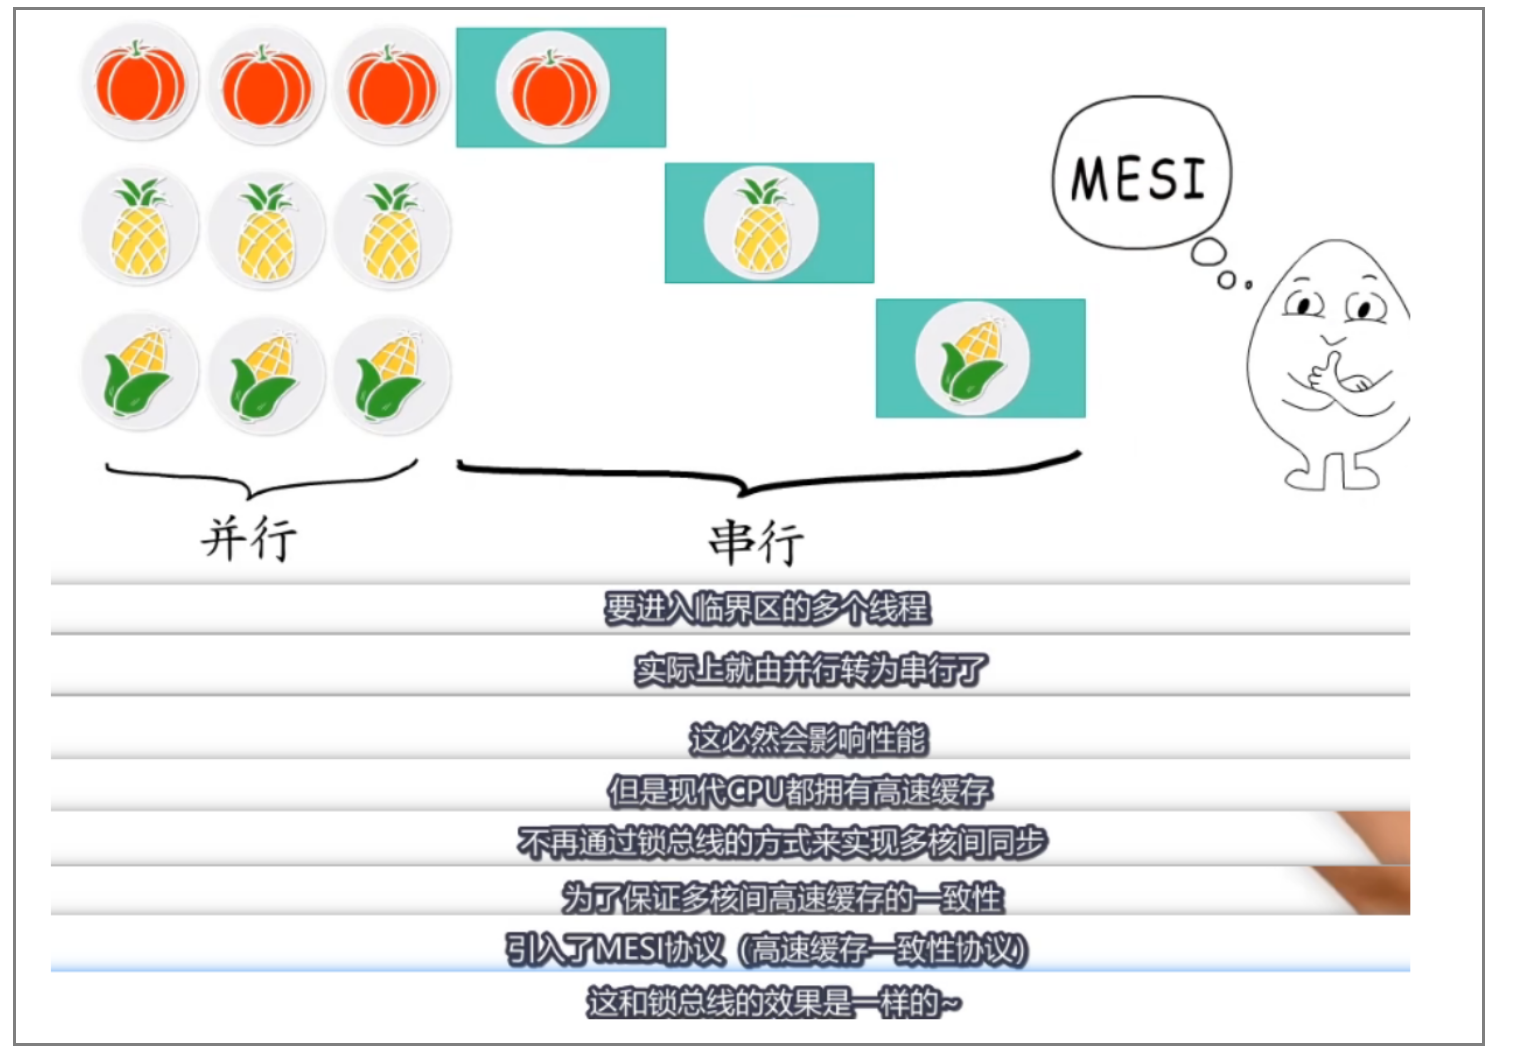 MESI
并行
串行
要进入临界区的多个线程
实际上就由并行转为串行了
这必然会影响性能
但是现代CPU都拥有高速缓存
不再通过锁总线的方式来实现多核间同步
为了保证多核间高速缓存的一致性
引入了MESI协议（高速缓存一致性协议）
这和锁总线的效果是一样的~